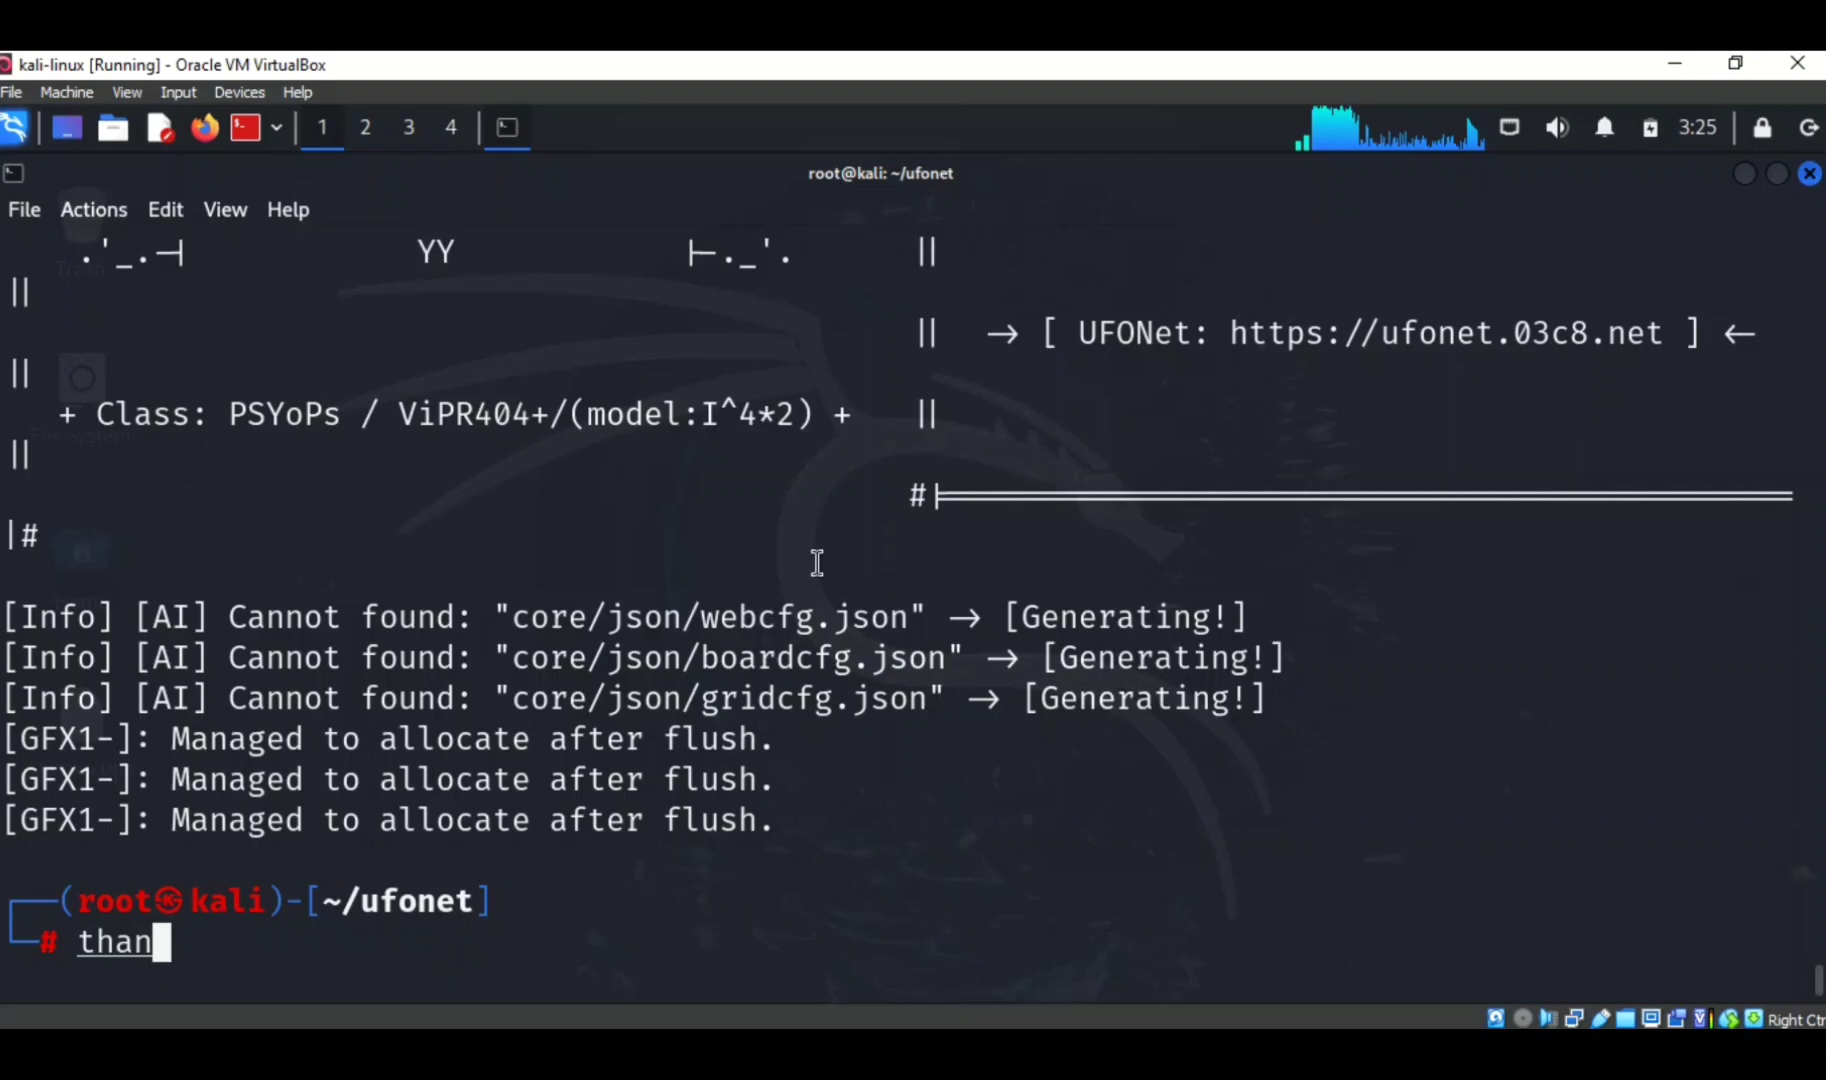 kali-linux [Running] - Oracle VM VirtualBox
File Machine View Input Devices Help
1 2 3 4 3:25
root@kali: ~/ufonet
File Actions Edit View Help
.'_.⊣ YY ⊢._'. ||
||
|| → [ UFONet: https://ufonet.03c8.net ] ←
||
+ Class: PSYoPs / ViPR404+/(model:I^4*2) + ||
||
#|=============================================
|#
[Info] [AI] Cannot found: "core/json/webcfg.json" → [Generating!]
[Info] [AI] Cannot found: "core/json/boardcfg.json" → [Generating!]
[Info] [AI] Cannot found: "core/json/gridcfg.json" → [Generating!]
[GFX1-]: Managed to allocate after flush.
[GFX1-]: Managed to allocate after flush.
[GFX1-]: Managed to allocate after flush.
(root㉿kali)-[~/ufonet]
# than
Right Ctr